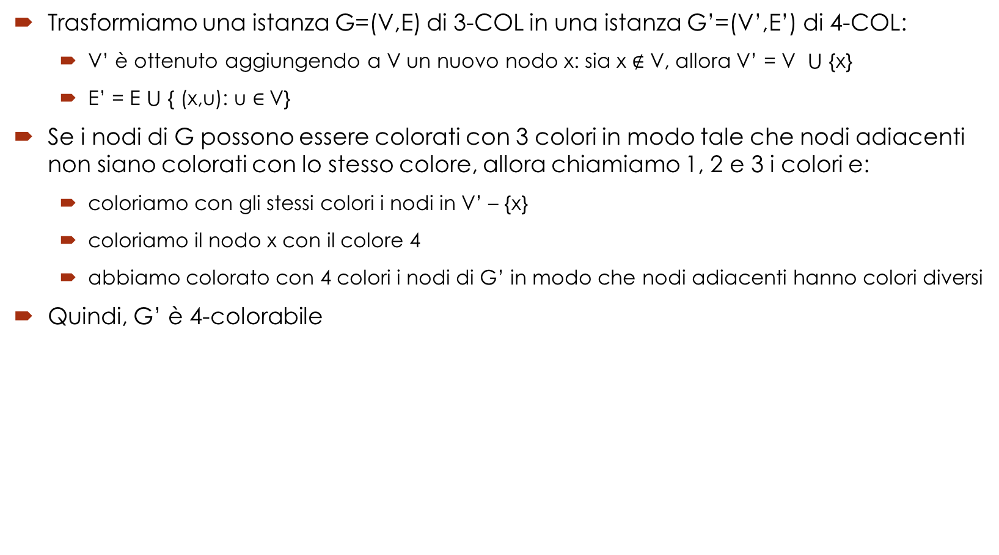 Trasformiamo una istanza G=(V,E) di 3-COL in una istanza G’=(V’,E’) di 4-COL:
V’ è ottenuto aggiungendo a V un nuovo nodo x: sia x ∉ V, allora V’ = V U {x}
E’ = E U { (x,u): u ∈ V}
Se i nodi di G possono essere colorati con 3 colori in modo tale che nodi adiacenti
non siano colorati con lo stesso colore, allora chiamiamo 1, 2 e 3 i colori e:
coloriamo con gli stessi colori i nodi in V’ – {x}
coloriamo il nodo x con il colore 4
abbiamo colorato con 4 colori i nodi di G’ in modo che nodi adiacenti hanno colori diversi
Quindi, G’ è 4-colorabile